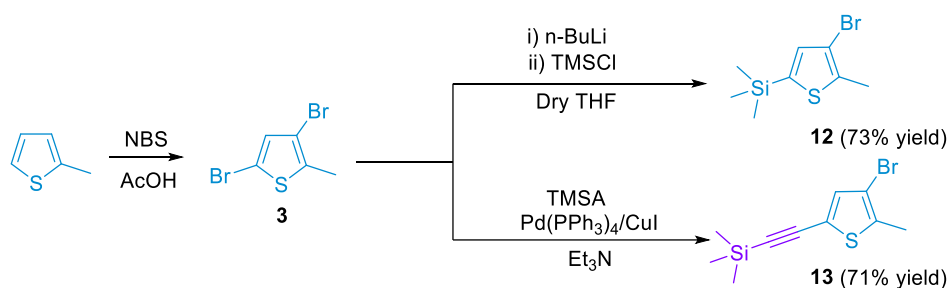 S
NBS
AcOH
Br
Br
S
3
i) n-BuLi
ii) TMSCl
Dry THF
Br
Si
S
12 (73% yield)
TMSA
Pd(PPh3)4/CuI
Et3N
Br
Si
S
13 (71% yield)